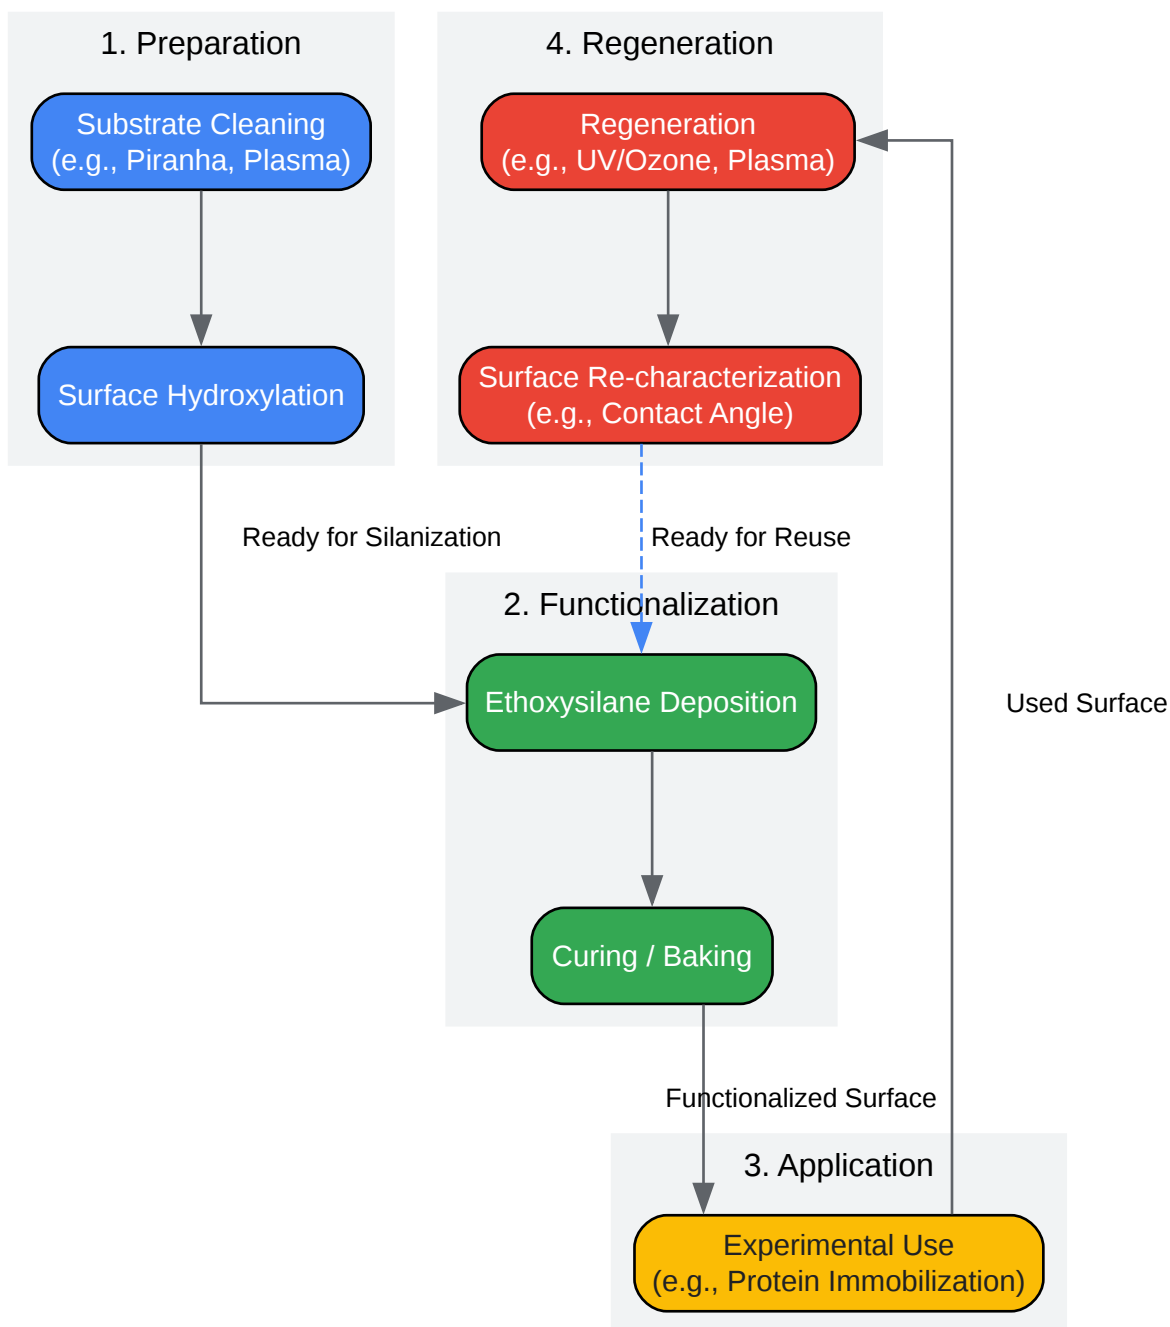 1. Preparation
Substrate Cleaning
(e.g., Piranha, Plasma)
Surface Hydroxylation
Ready for Silanization
4. Regeneration
Regeneration
(e.g., UV/Ozone, Plasma)
Surface Re-characterization
(e.g., Contact Angle)
Ready for Reuse
2. Functionalization
Ethoxysilane Deposition
Curing / Baking
Functionalized Surface
Used Surface
3. Application
Experimental Use
(e.g., Protein Immobilization)